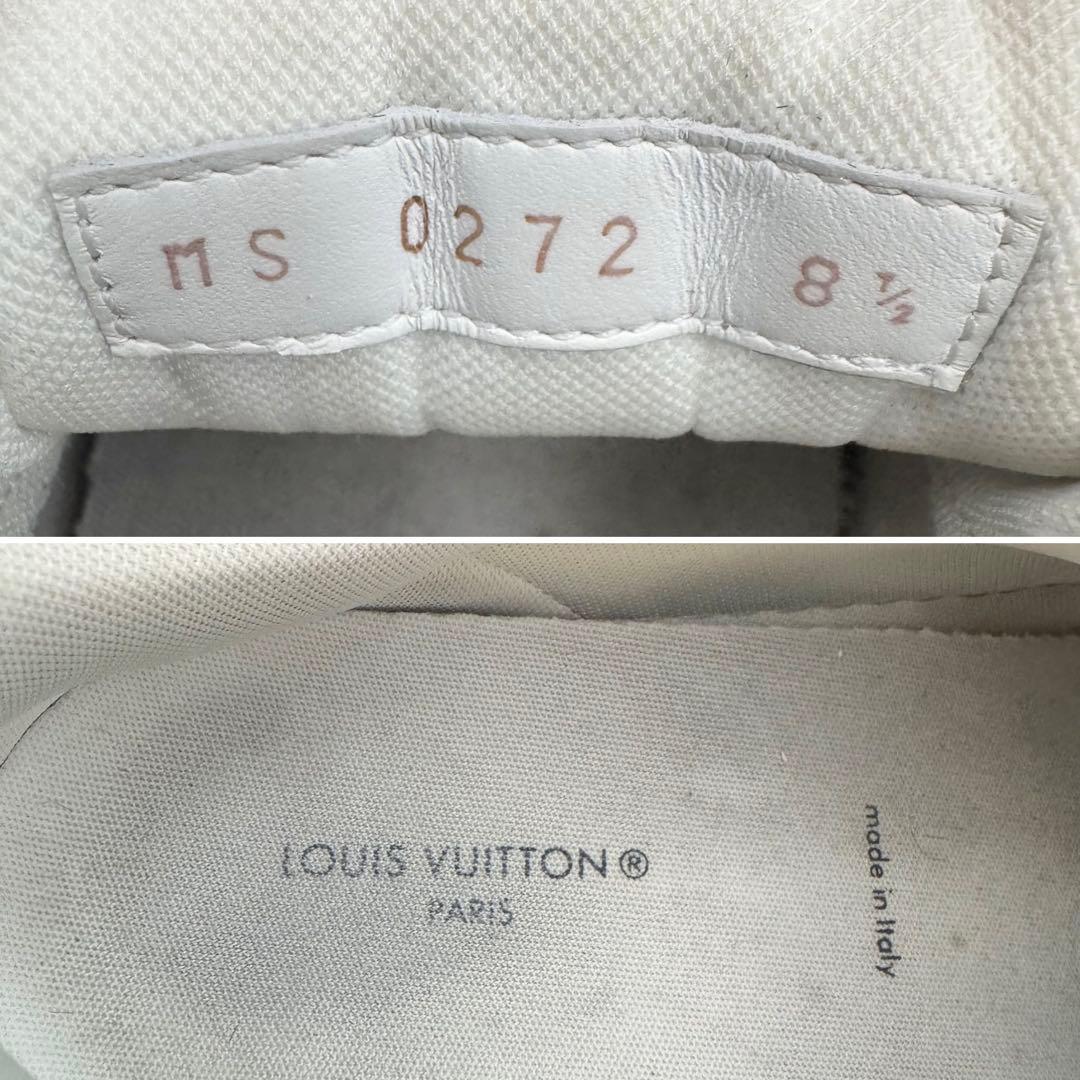 MS 0272 8 1/2
LOUIS VUITTON®
PARIS
made in Italy